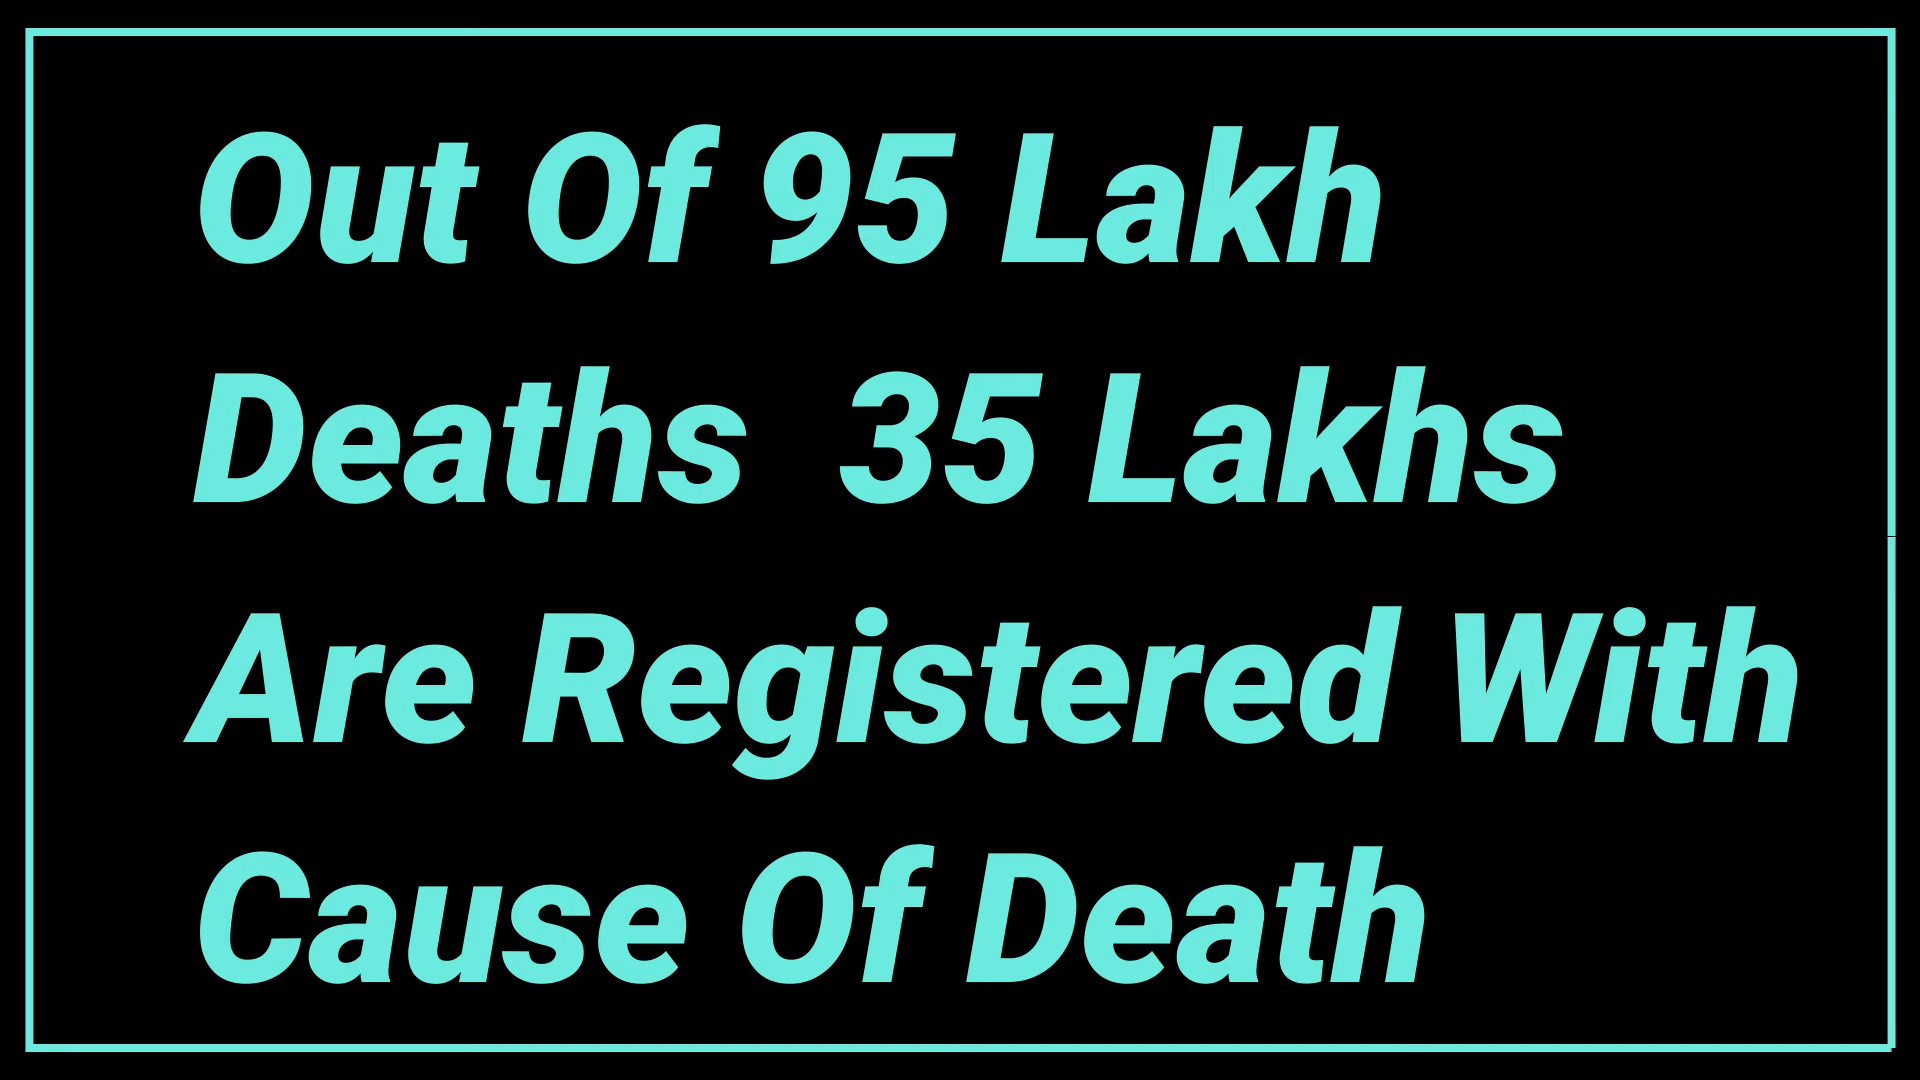 Out Of 95 Lakh
Deaths  35 Lakhs
Are Registered With
Cause Of Death